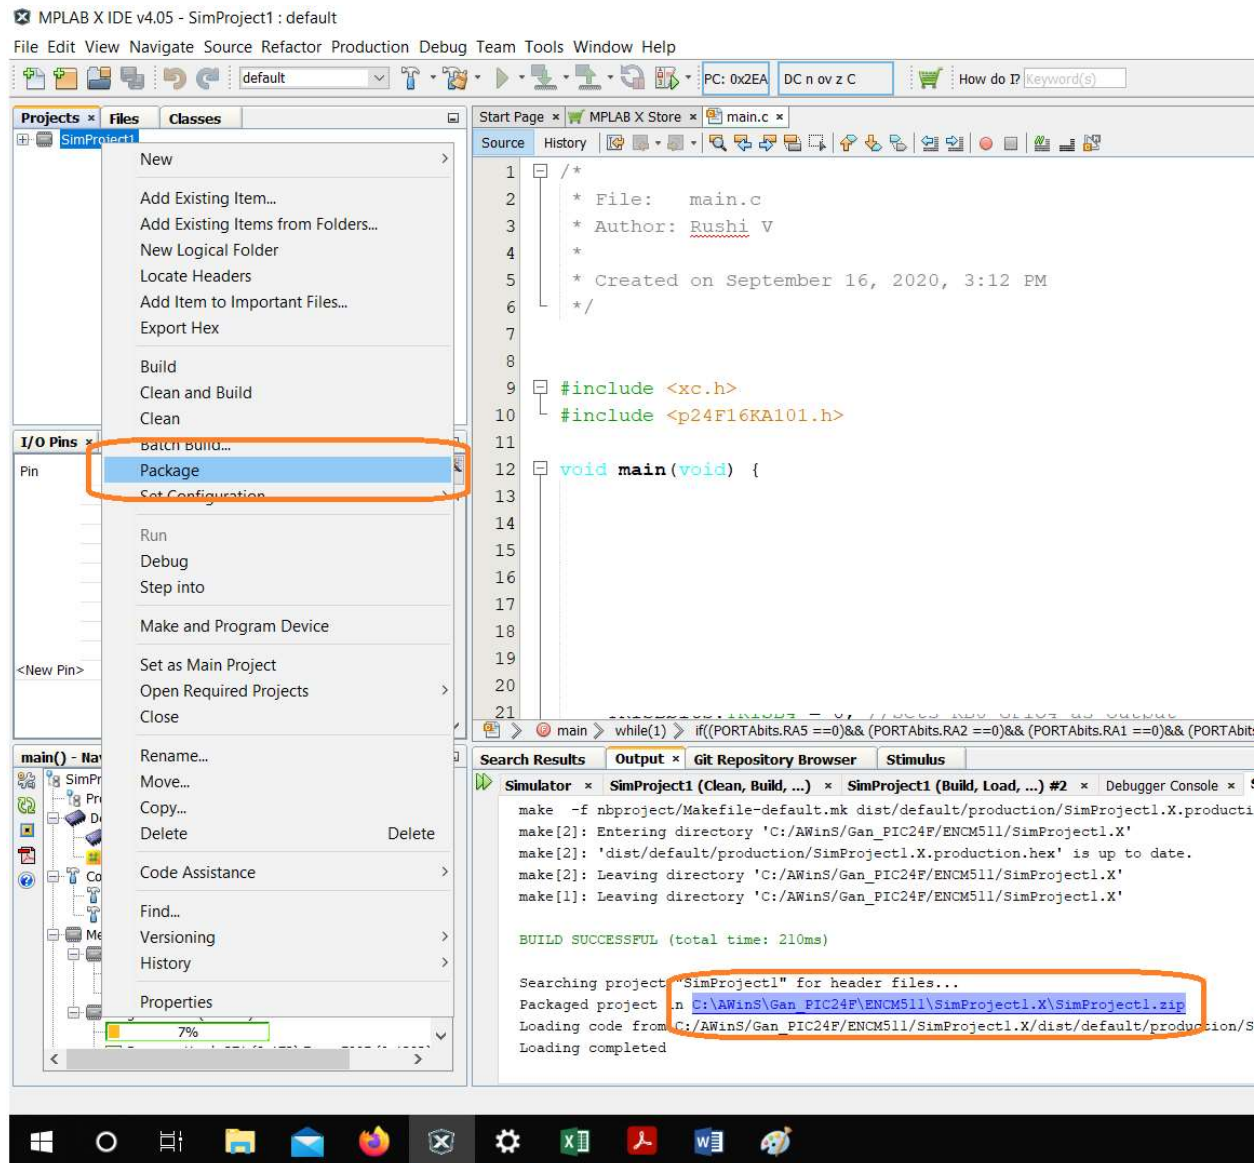 MPLAB X IDE v4.05 - SimProject1 : default
File Edit View Navigate Source Refactor Production Debug Team Tools Window Help
default
PC: 0x2EA
DC n ov z C
How do I?
Keyword(s)
Projects × Files Classes
SimProject1
New
Add Existing Item...
Add Existing Items from Folders...
New Logical Folder
Locate Headers
Add Item to Important Files...
Export Hex
Build
Clean and Build
Clean
Batch Build...
Package
Set Configuration
Run
Debug
Step into
Make and Program Device
Set as Main Project
Open Required Projects
Close
Rename...
Move...
Copy...
Delete Delete
Code Assistance
Find...
Versioning
History
Properties
I/O Pins ×
Pin
<New Pin>
main() - Na
SimPr
Pr
D
Co
Me
7%
Start Page × MPLAB X Store × main.c ×
Source History
1 /*
2 * File: main.c
3 * Author: Rushi V
4 *
5 * Created on September 16, 2020, 3:12 PM
6 */
7
8
9 #include <xc.h>
10 #include <p24F16KA101.h>
11
12 void main(void) {
13
14
15
16
17
18
19
20
21 TRISBbits.TRISB4 = 0; //Sets RB0 GPIO4 as output
main while(1) if((PORTAbits.RA5 ==0)&& (PORTAbits.RA2 ==0)&& (PORTAbits.RA1 ==0)&& (PORTAbits
Search Results Output × Git Repository Browser Stimulus
Simulator × SimProject1 (Clean, Build, ...) × SimProject1 (Build, Load, ...) #2 × Debugger Console × S
make -f nbproject/Makefile-default.mk dist/default/production/SimProject1.X.producti
make[2]: Entering directory 'C:/AWinS/Gan_PIC24F/ENCM511/SimProject1.X'
make[2]: 'dist/default/production/SimProject1.X.production.hex' is up to date.
make[2]: Leaving directory 'C:/AWinS/Gan_PIC24F/ENCM511/SimProject1.X'
make[1]: Leaving directory 'C:/AWinS/Gan_PIC24F/ENCM511/SimProject1.X'
BUILD SUCCESSFUL (total time: 210ms)
Searching project "SimProject1" for header files...
Packaged project in C:\AWinS\Gan_PIC24F\ENCM511\SimProject1.X\SimProject1.zip
Loading code from C:/AWinS/Gan_PIC24F/ENCM511/SimProject1.X/dist/default/production/S
Loading completed